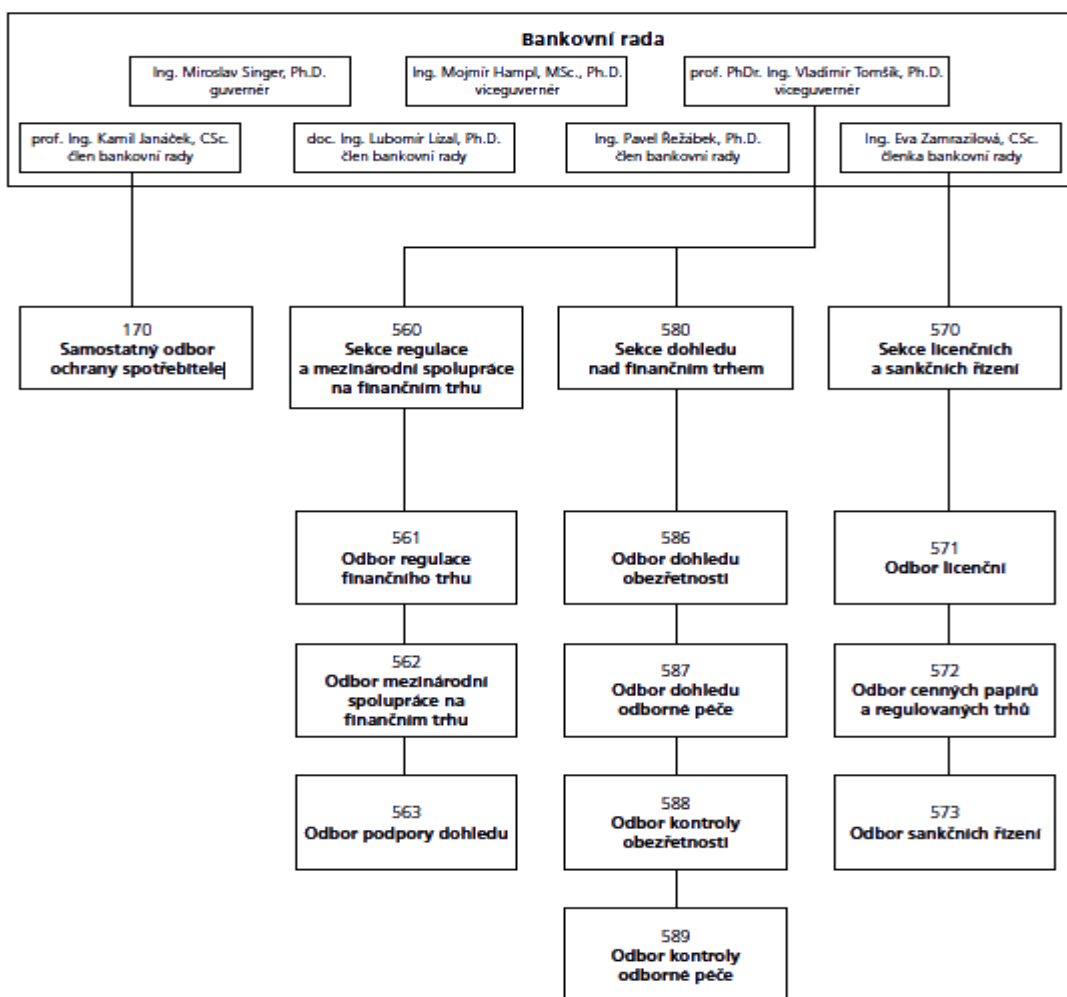 Bankovní rada
Ing. Miroslav Singer, Ph.D.
guvernér
Ing. Mojmír Hampl, MSc., Ph.D.
viceguvernér
prof. PhDr. Ing. Vladimír Tomšík, Ph.D.
viceguvernér
prof. Ing. Kamil Janáček, CSc.
člen bankovní rady
doc. Ing. Lubomír Lízal, Ph.D.
člen bankovní rady
Ing. Pavel Řežábek, Ph.D.
člen bankovní rady
Ing. Eva Zamrazilová, CSc.
členka bankovní rady
170
Samostatný odbor
ochrany spotřebitele
560
Sekce regulace
a mezinárodní spolupráce
na finančním trhu
580
Sekce dohledu
nad finančním trhem
570
Sekce licenčních
a sankčních řízení
561
Odbor regulace
finančního trhu
586
Odbor dohledu
obezřetnosti
571
Odbor licenční
562
Odbor mezinárodní
spolupráce na
finančním trhu
587
Odbor dohledu
odborné péče
572
Odbor cenných papírů
a regulovaných trhů
563
Odbor podpory dohledu
588
Odbor kontroly
obezřetnosti
573
Odbor sankčních řízení
589
Odbor kontroly
odborné péče